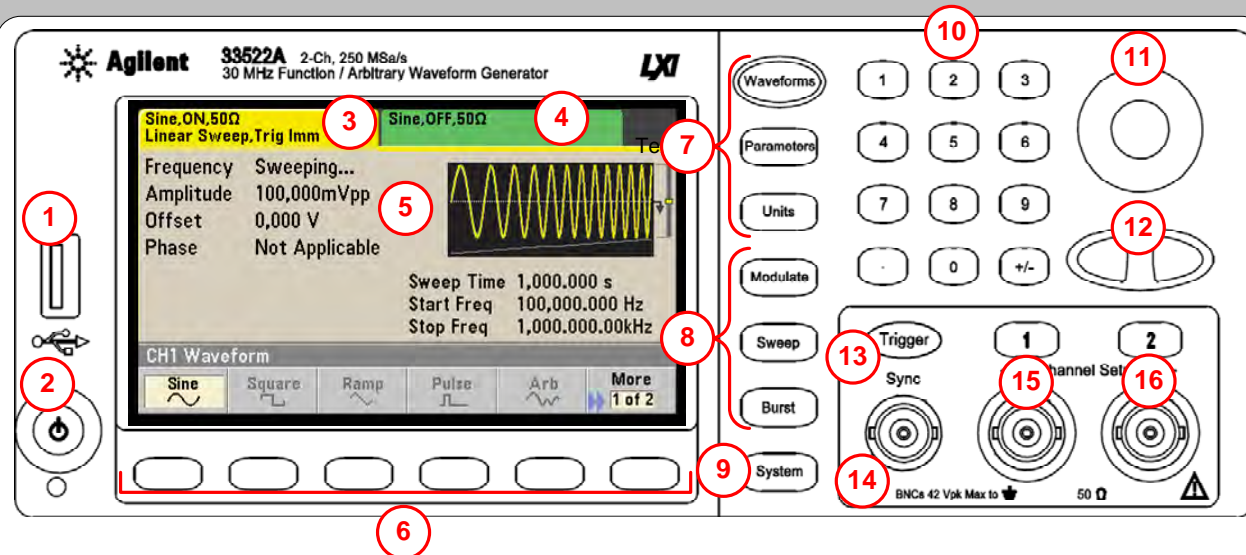 Agilent 33522A 2-Ch, 250 MSa/s
30 MHz Function / Arbitrary Waveform Generator
LXI
Sine,ON,50Ω
Linear Sweep,Trig Imm
3
Sine,OFF,50Ω
4
Te
Frequency Sweeping...
Amplitude 100,000mVpp
Offset 0,000 V
Phase Not Applicable
5
Sweep Time 1,000.000 s
Start Freq 100,000.000 Hz
Stop Freq 1,000.000.00kHz
CH1 Waveform
Sine
Square
Ramp
Pulse
Arb
More
1 of 2
1
2
6
7
Waveforms
Parameters
Units
8
Modulate
Sweep
Burst
9
System
10
1 2 3
4 5 6
7 8 9
. 0 +/-
11
12
13
Trigger
1
2
Sync
15
16
14
BNCs 42 Vpk Max to
50 Ω